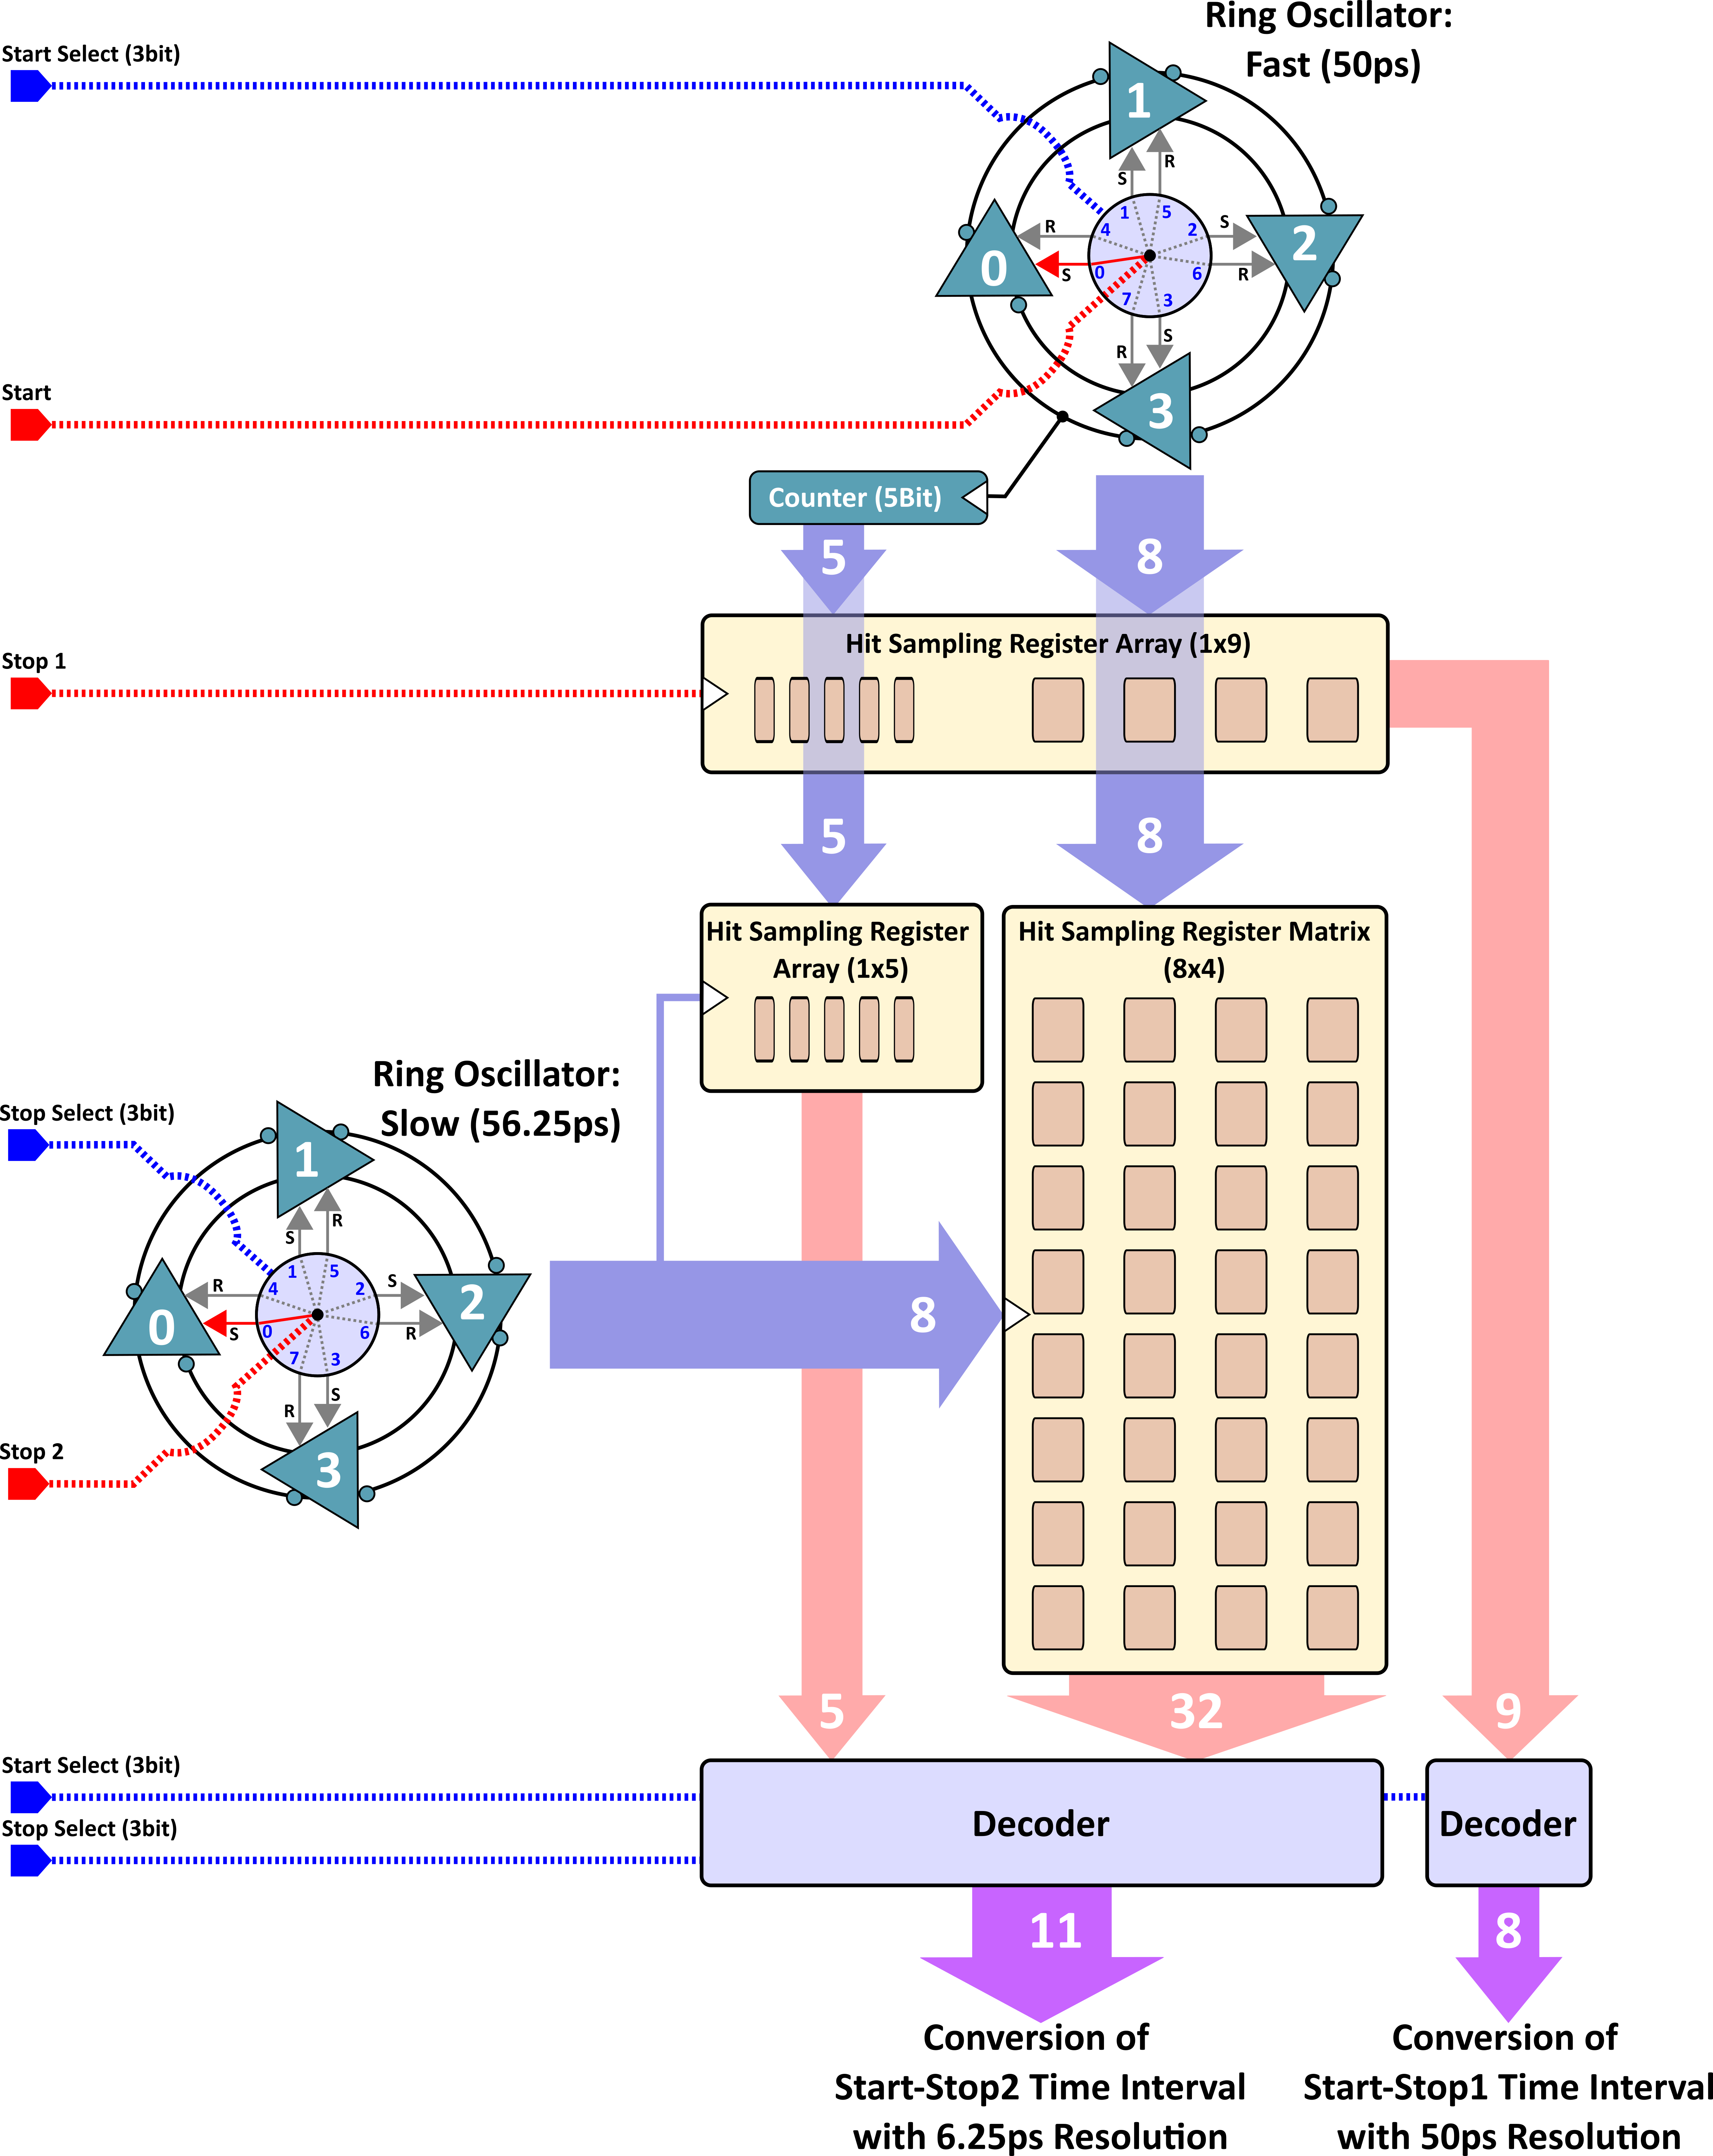 Ring Oscillator:
Fast (50ps)
Start Select (3bit)
1
R
S
1
5
4
2
S
R
0
2
S
0
6
R
7
3
S
R
3
Start
Counter (5Bit)
5
8
Stop 1
Hit Sampling Register Array (1x9)
5
8
Hit Sampling Register
Array (1x5)
Hit Sampling Register Matrix
(8x4)
Ring Oscillator:
Slow (56.25ps)
Stop Select (3bit)
1
R
S
1
5
4
2
S
R
0
2
S
0
6
R
7
3
S
R
3
8
Stop 2
5
32
9
Start Select (3bit)
Stop Select (3bit)
Decoder
Decoder
11
8
Conversion of
Start-Stop2 Time Interval
with 6.25ps Resolution
Conversion of
Start-Stop1 Time Interval
with 50ps Resolution